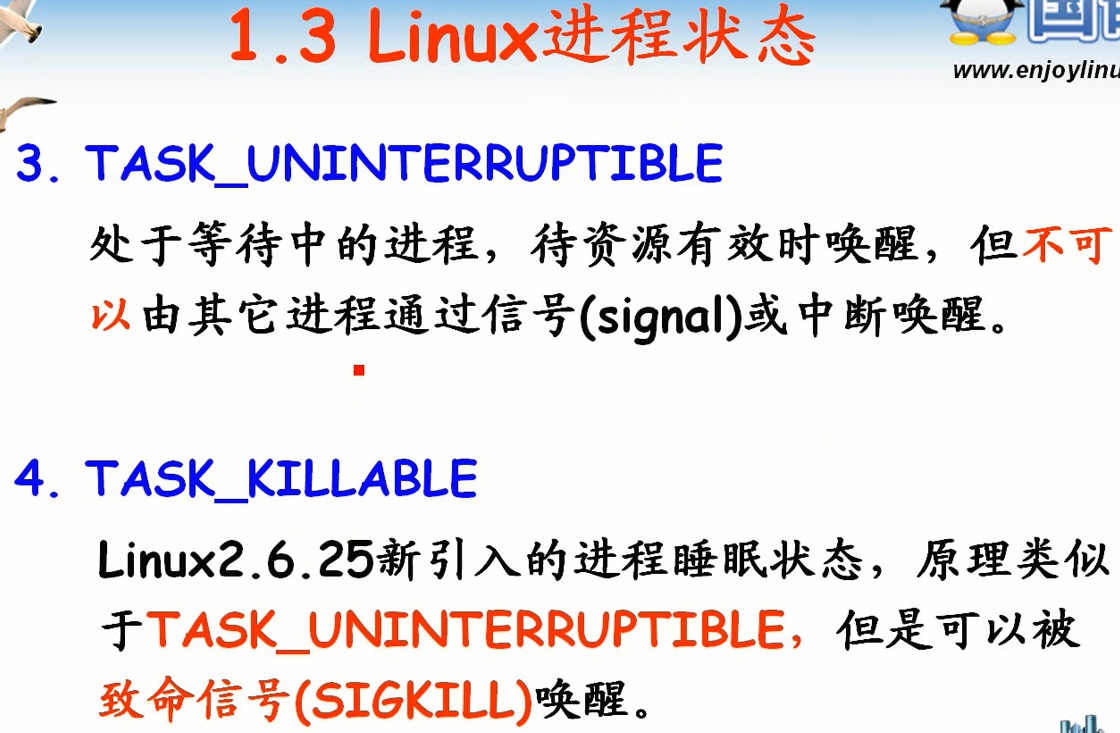 1.3 Linux进程状态
www.enjoylinu
3. TASK_UNINTERRUPTIBLE
处于等待中的进程，待资源有效时唤醒，但不可
以由其它进程通过信号(signal)或中断唤醒。
4. TASK_KILLABLE
Linux2.6.25新引入的进程睡眠状态，原理类似
于TASK_UNINTERRUPTIBLE，但是可以被
致命信号(SIGKILL)唤醒。